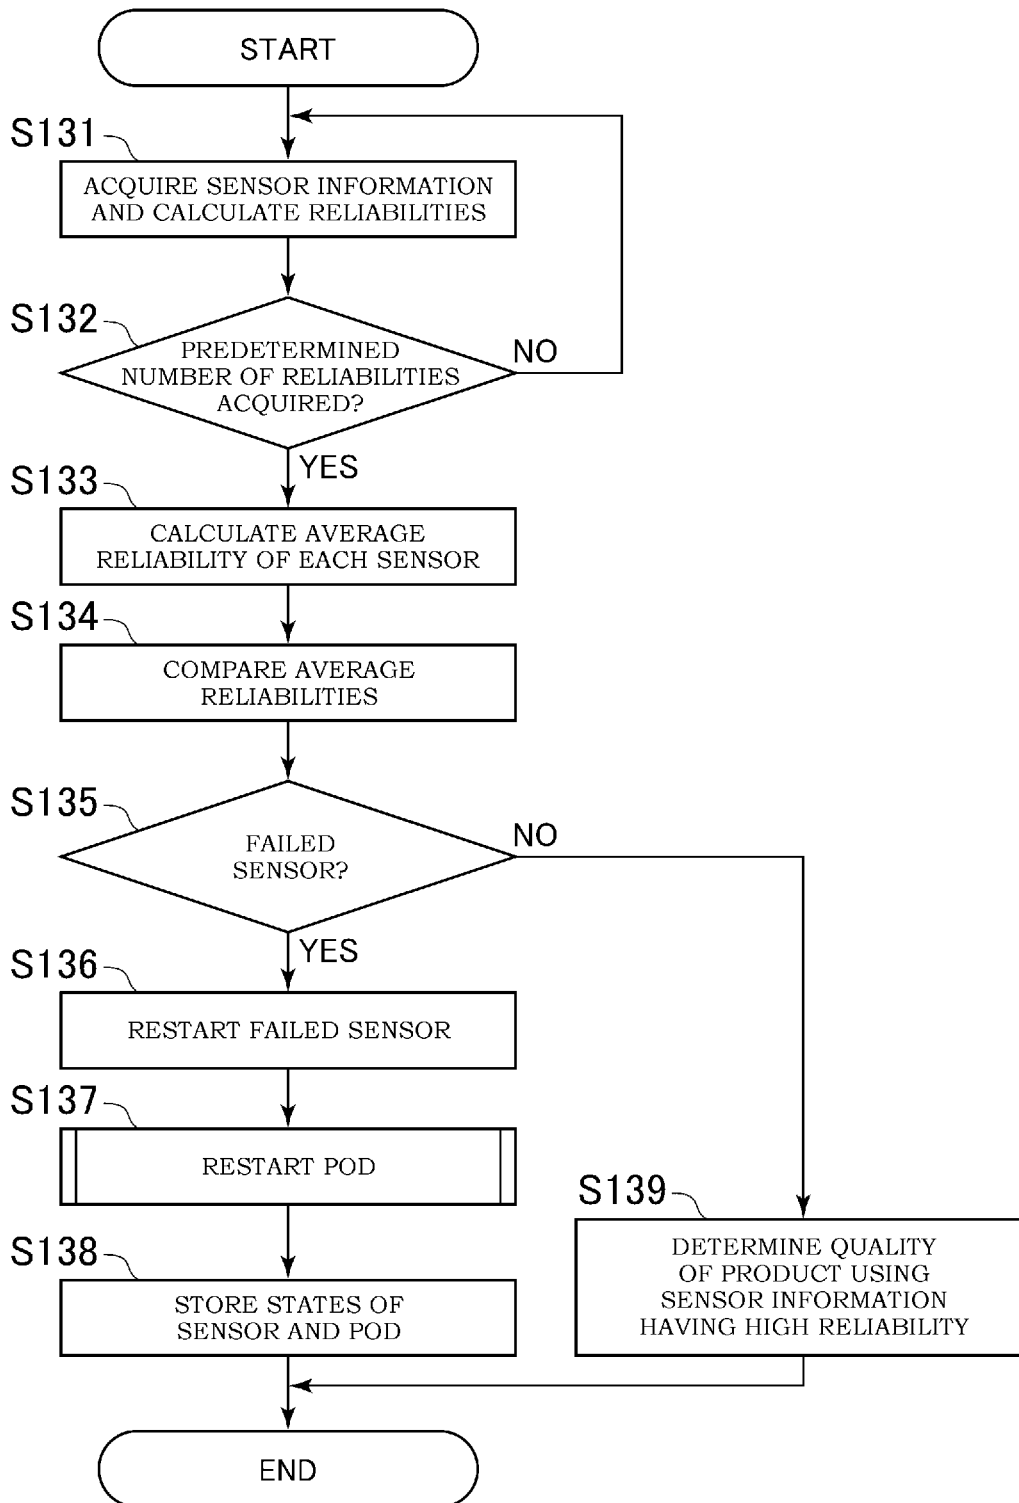 START
S131
ACQUIRE SENSOR INFORMATION
AND CALCULATE RELIABILITIES
S132
PREDETERMINED
NUMBER OF RELIABILITIES
ACQUIRED?
NO
YES
S133
CALCULATE AVERAGE
RELIABILITY OF EACH SENSOR
S134
COMPARE AVERAGE
RELIABILITIES
S135
FAILED
SENSOR?
NO
YES
S136
RESTART FAILED SENSOR
S137
RESTART POD
S138
STORE STATES OF
SENSOR AND POD
S139
DETERMINE QUALITY
OF PRODUCT USING
SENSOR INFORMATION
HAVING HIGH RELIABILITY
END